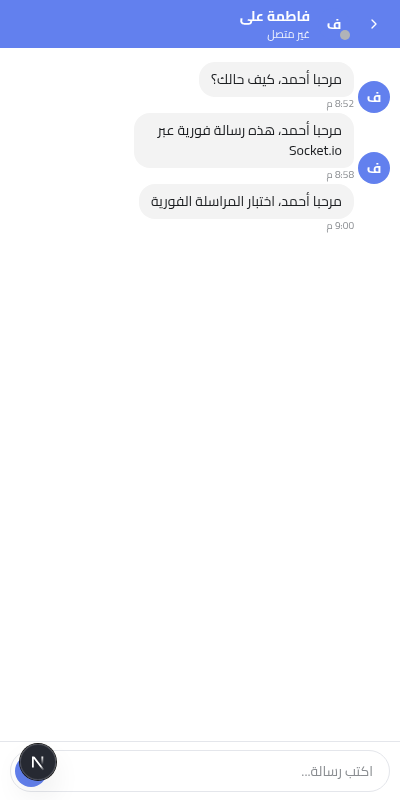 فاطمة على
ف
غير متصل
مرحبا أحمد، كيف حالك؟
ف
8:52 م
مرحبا أحمد، هذه رسالة فورية عبر
Socket.io
ف
8:58 م
مرحبا أحمد، اختبار المراسلة الفورية
9:00 م
اكتب رسالة...
N